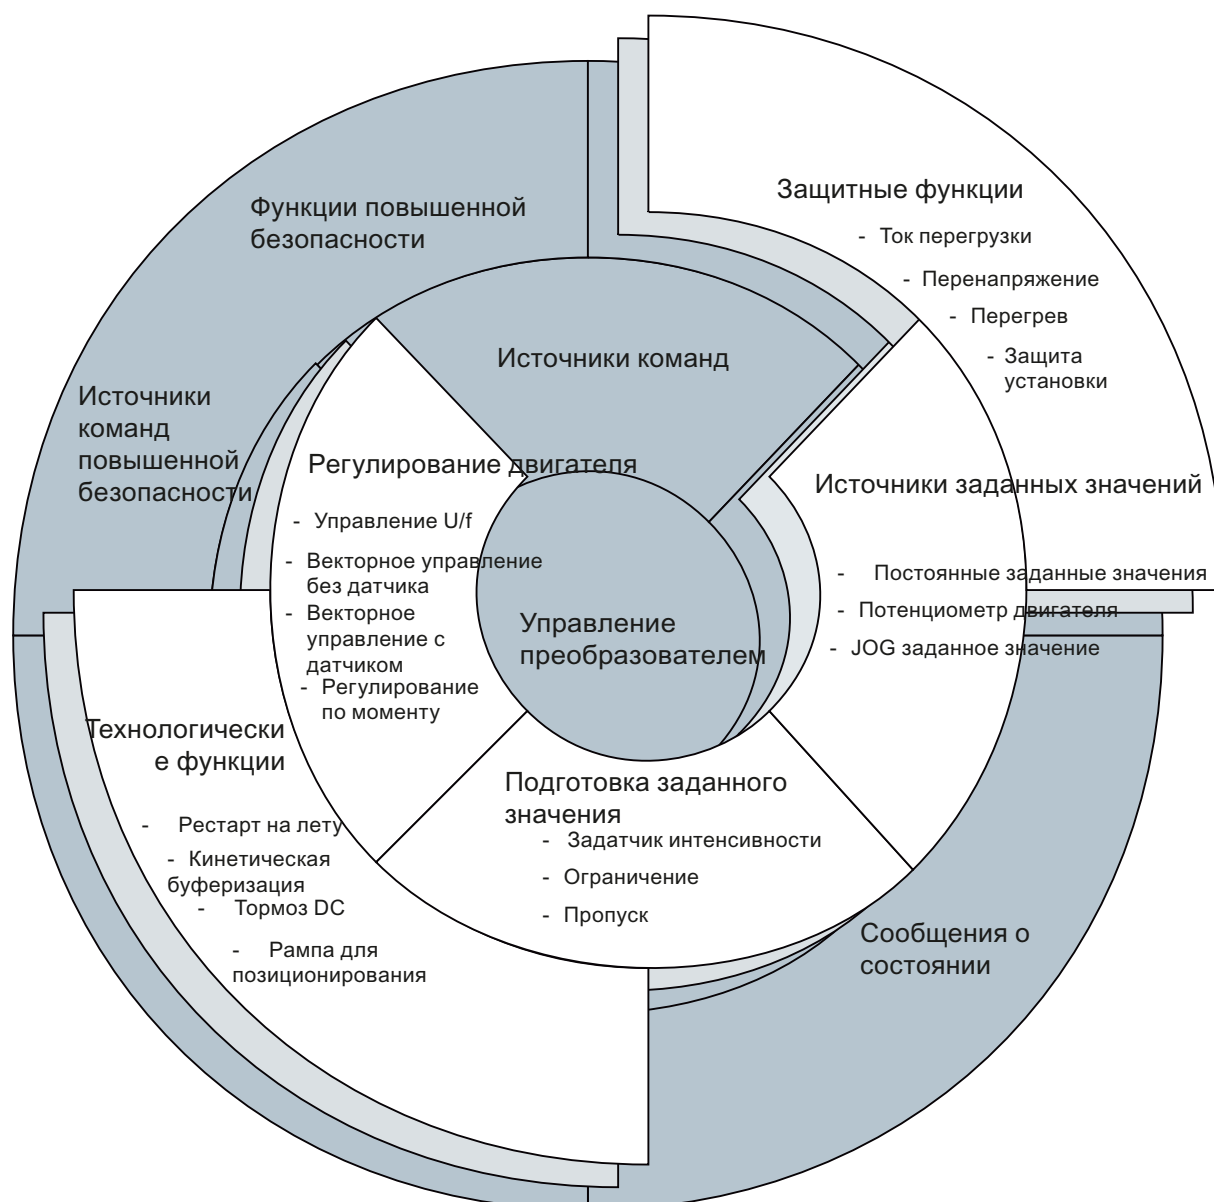 Защитные функции
- Ток перегрузки
- Перенапряжение
- Перегрев
- Защита
установки
Функции повышенной
безопасности
Источники команд
Источники
команд
повышенной
безопасности
Регулирование двигателя
- Управление U/f
- Векторное управление
без датчика
- Векторное
управление с
датчиком
- Регулирование
по моменту
Источники заданных значений
- Постоянные заданные значения
- Потенциометр двигателя
- JOG заданное значение
Управление
преобразователем
Технологически
е функции
- Рестарт на лету
- Кинетическая
буферизация
- Тормоз DC
- Рампа для
позиционирования
Подготовка заданного
значения
- Задатчик интенсивности
- Ограничение
- Пропуск
Сообщения о
состоянии